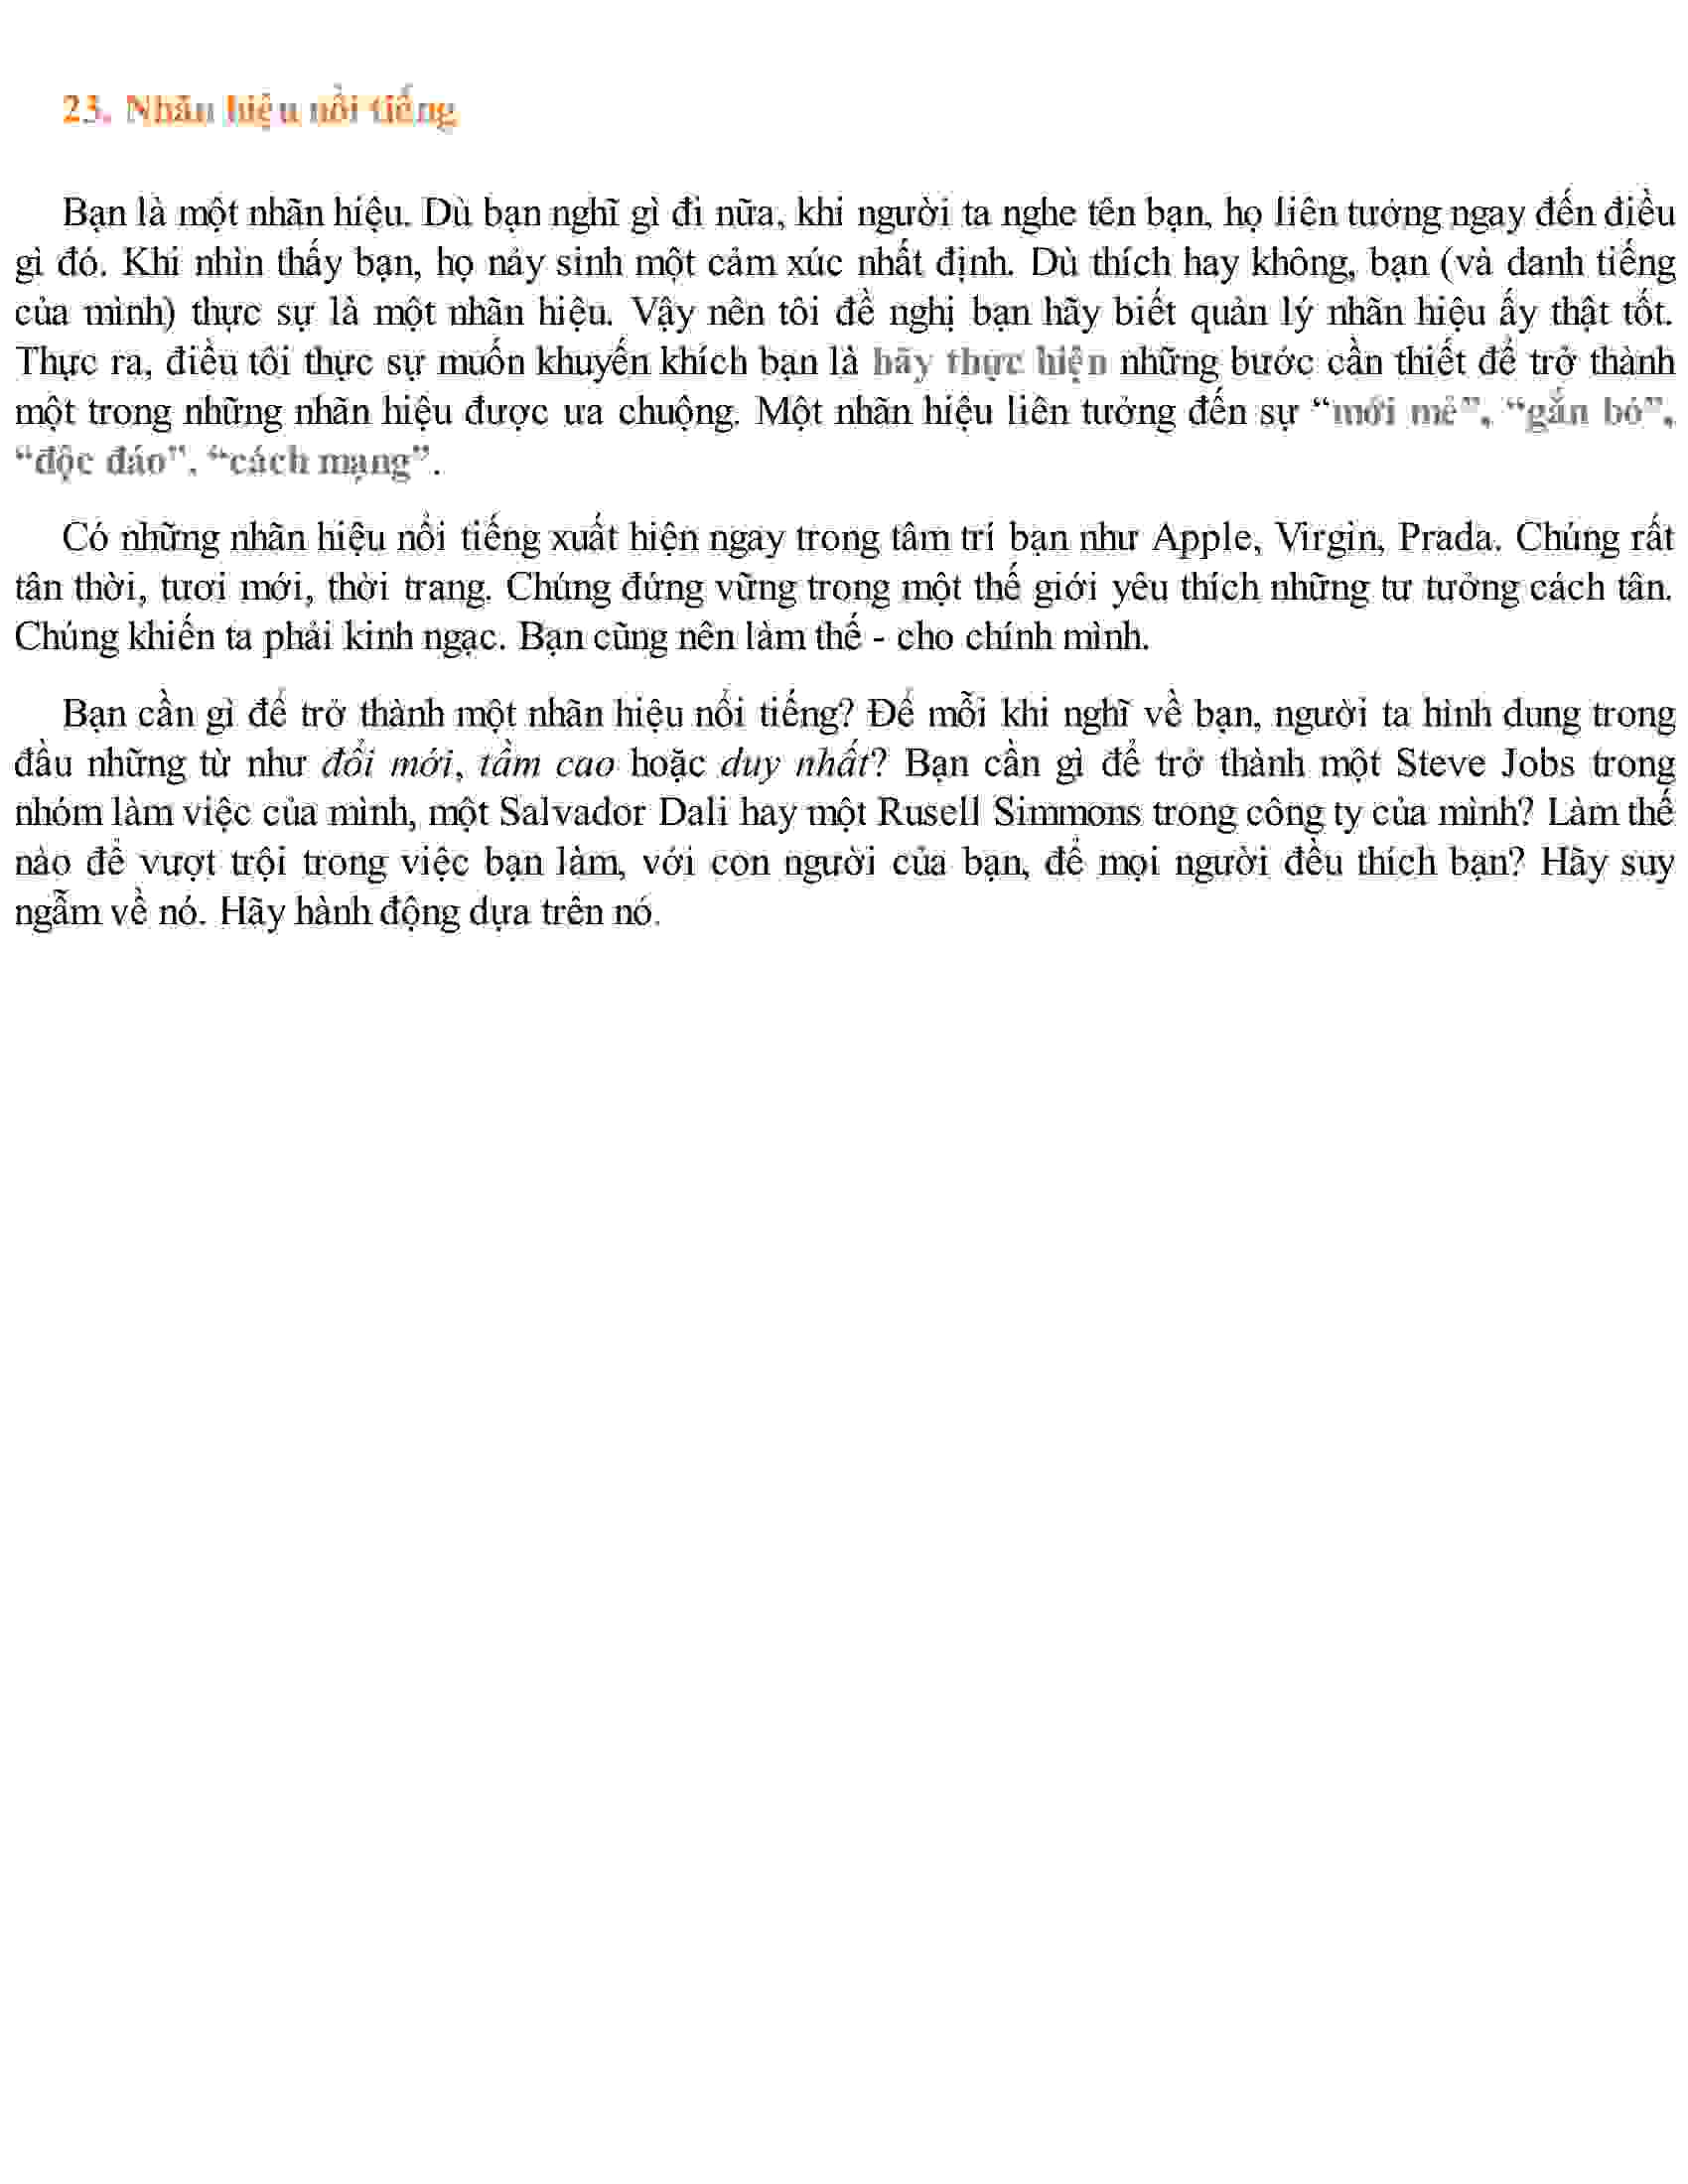 23. Nhãn hiệu nổi tiếng
Bạn là một nhãn hiệu. Dù bạn nghĩ gì đi nữa, khi người ta nghe tên bạn, họ liên tưởng ngay đến điều
gì đó. Khi nhìn thấy bạn, họ nảy sinh một cảm xúc nhất định. Dù thích hay không, bạn (và danh tiếng
của mình) thực sự là một nhãn hiệu. Vậy nên tôi đề nghị bạn hãy biết quản lý nhãn hiệu ấy thật tốt.
Thực ra, điều tôi thực sự muốn khuyến khích bạn là hãy thực hiện những bước cần thiết để trở thành
một trong những nhãn hiệu được ưa chuộng. Một nhãn hiệu liên tưởng đến sự “mới mẻ”, “gắn bó”,
“độc đáo”, “cách mạng”.
Có những nhãn hiệu nổi tiếng xuất hiện ngay trong tâm trí bạn như Apple, Virgin, Prada. Chúng rất
tân thời, tươi mới, thời trang. Chúng đứng vững trong một thế giới yêu thích những tư tưởng cách tân.
Chúng khiến ta phải kinh ngạc. Bạn cũng nên làm thế - cho chính mình.
Bạn cần gì để trở thành một nhãn hiệu nổi tiếng? Để mỗi khi nghĩ về bạn, người ta hình dung trong
đầu những từ như đổi mới, tầm cao hoặc duy nhất? Bạn cần gì để trở thành một Steve Jobs trong
nhóm làm việc của mình, một Salvador Dali hay một Rusell Simmons trong công ty của mình? Làm thế
nào để vượt trội trong việc bạn làm, với con người của bạn, để mọi người đều thích bạn? Hãy suy
ngẫm về nó. Hãy hành động dựa trên nó.